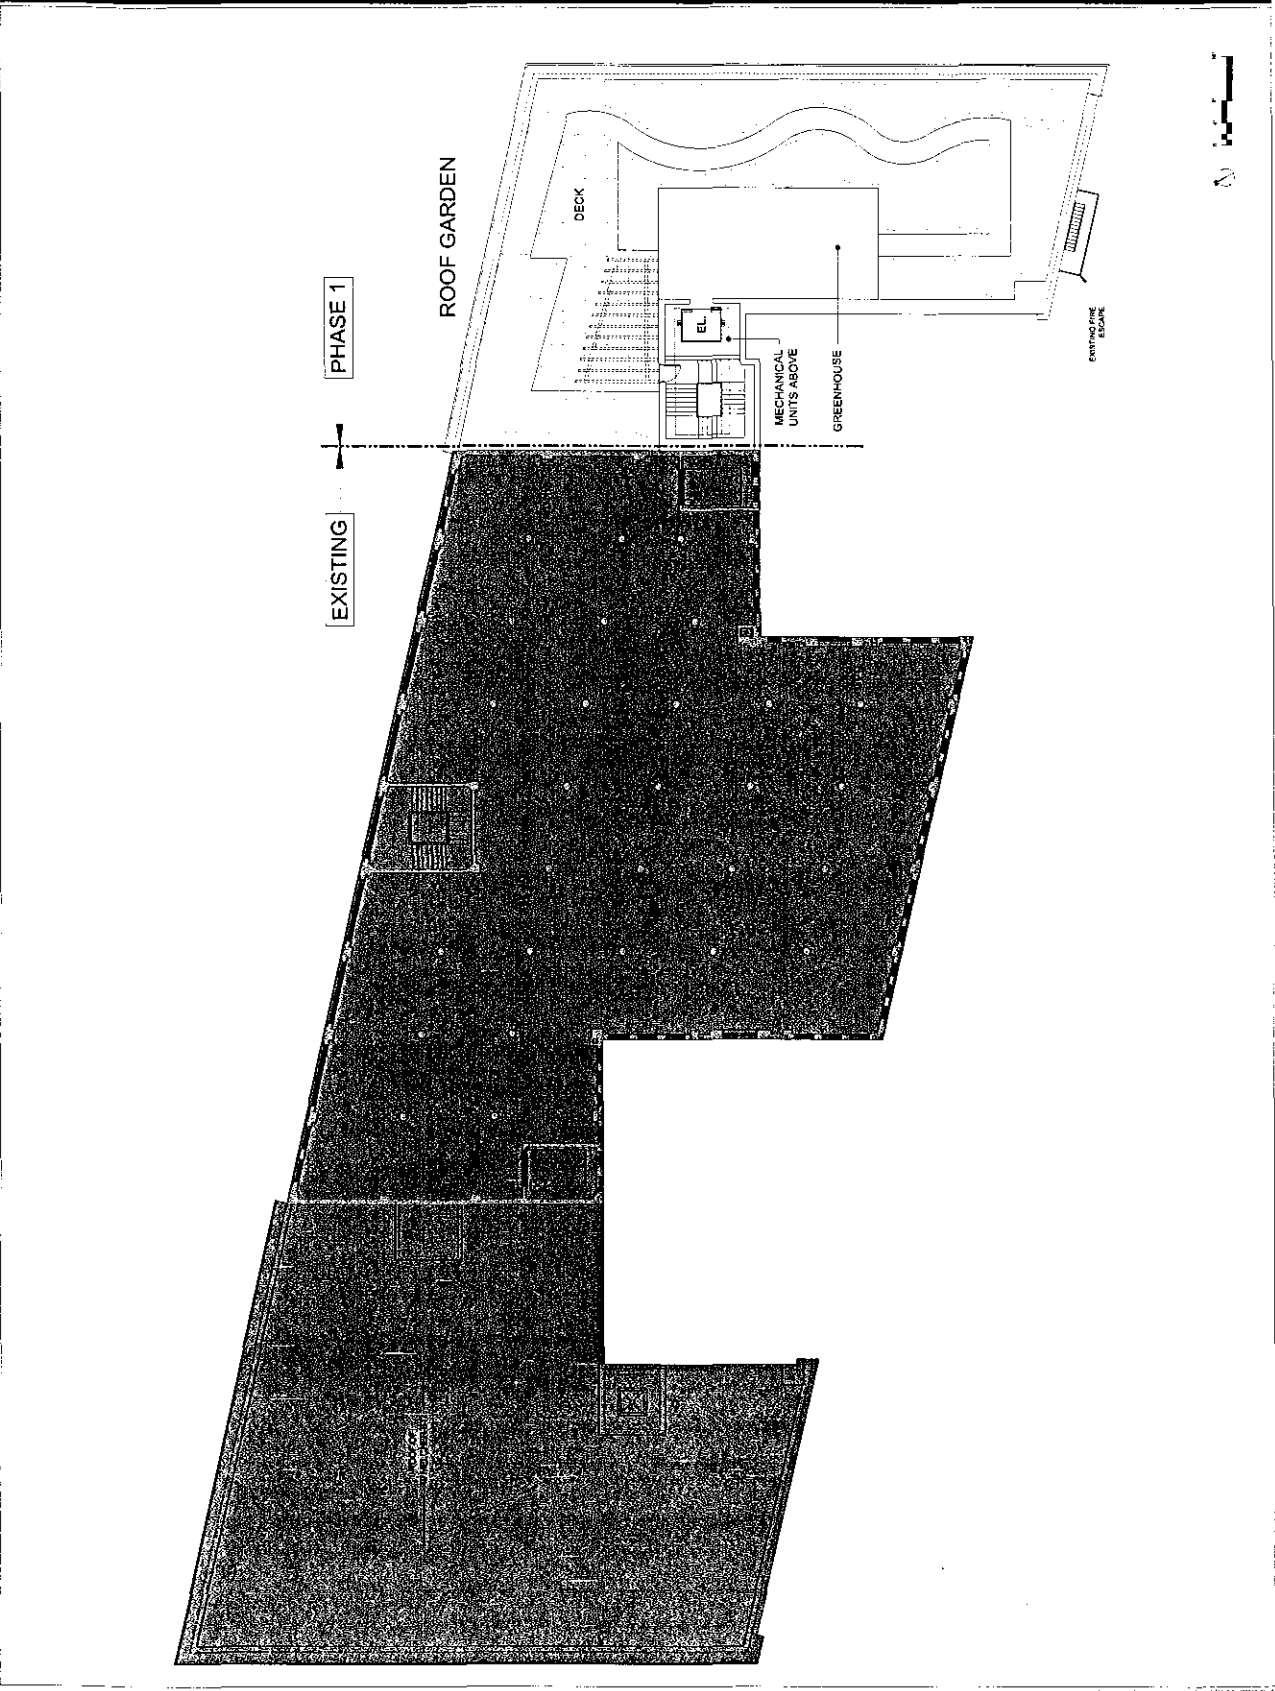 EXISTING
PHASE 1
ROOF GARDEN
DECK
EL.
MECHANICAL
UNITS ABOVE
GREENHOUSE
EXISTING FIRE
ESCAPE